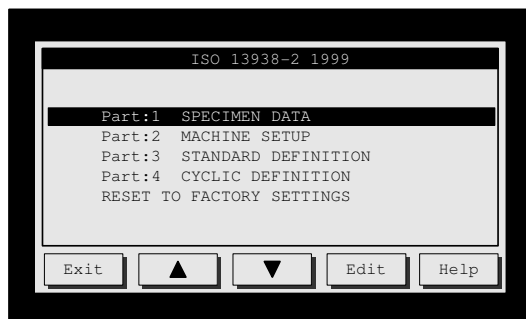 ISO 13938-2 1999
Part:1 SPECIMEN DATA
Part:2 MACHINE SETUP
Part:3 STANDARD DEFINITION
Part:4 CYCLIC DEFINITION
RESET TO FACTORY SETTINGS
Exit ▲ ▼ Edit Help